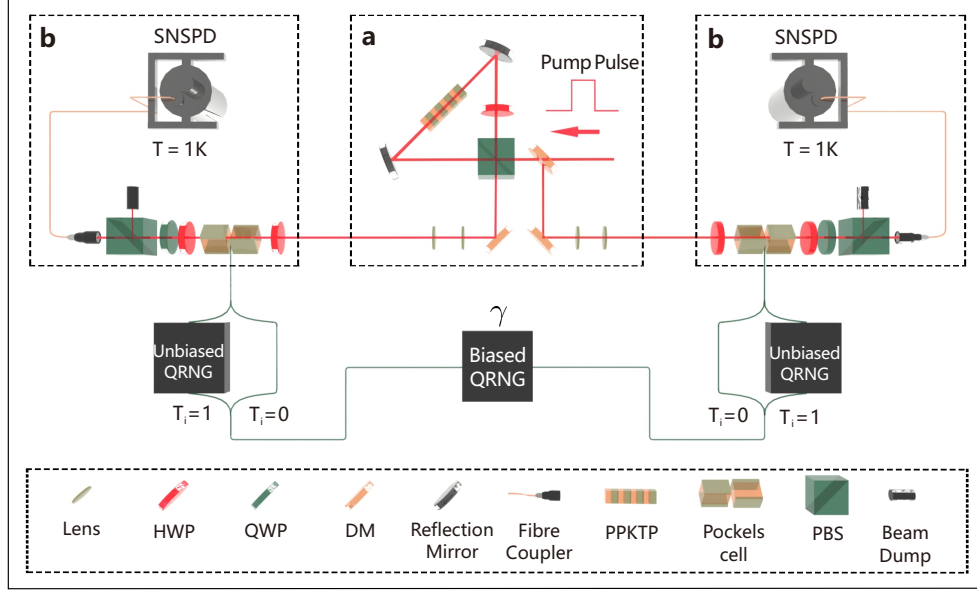 b
SNSPD
T = 1K
a
Pump Pulse
b
SNSPD
T = 1K
Unbiased
QRNG
Tᵢ=1
Tᵢ=0
γ
Biased
QRNG
Unbiased
QRNG
Tᵢ=0
Tᵢ=1
Lens
HWP
QWP
DM
Reflection
Mirror
Fibre
Coupler
PPKTP
Pockels
cell
PBS
Beam
Dump